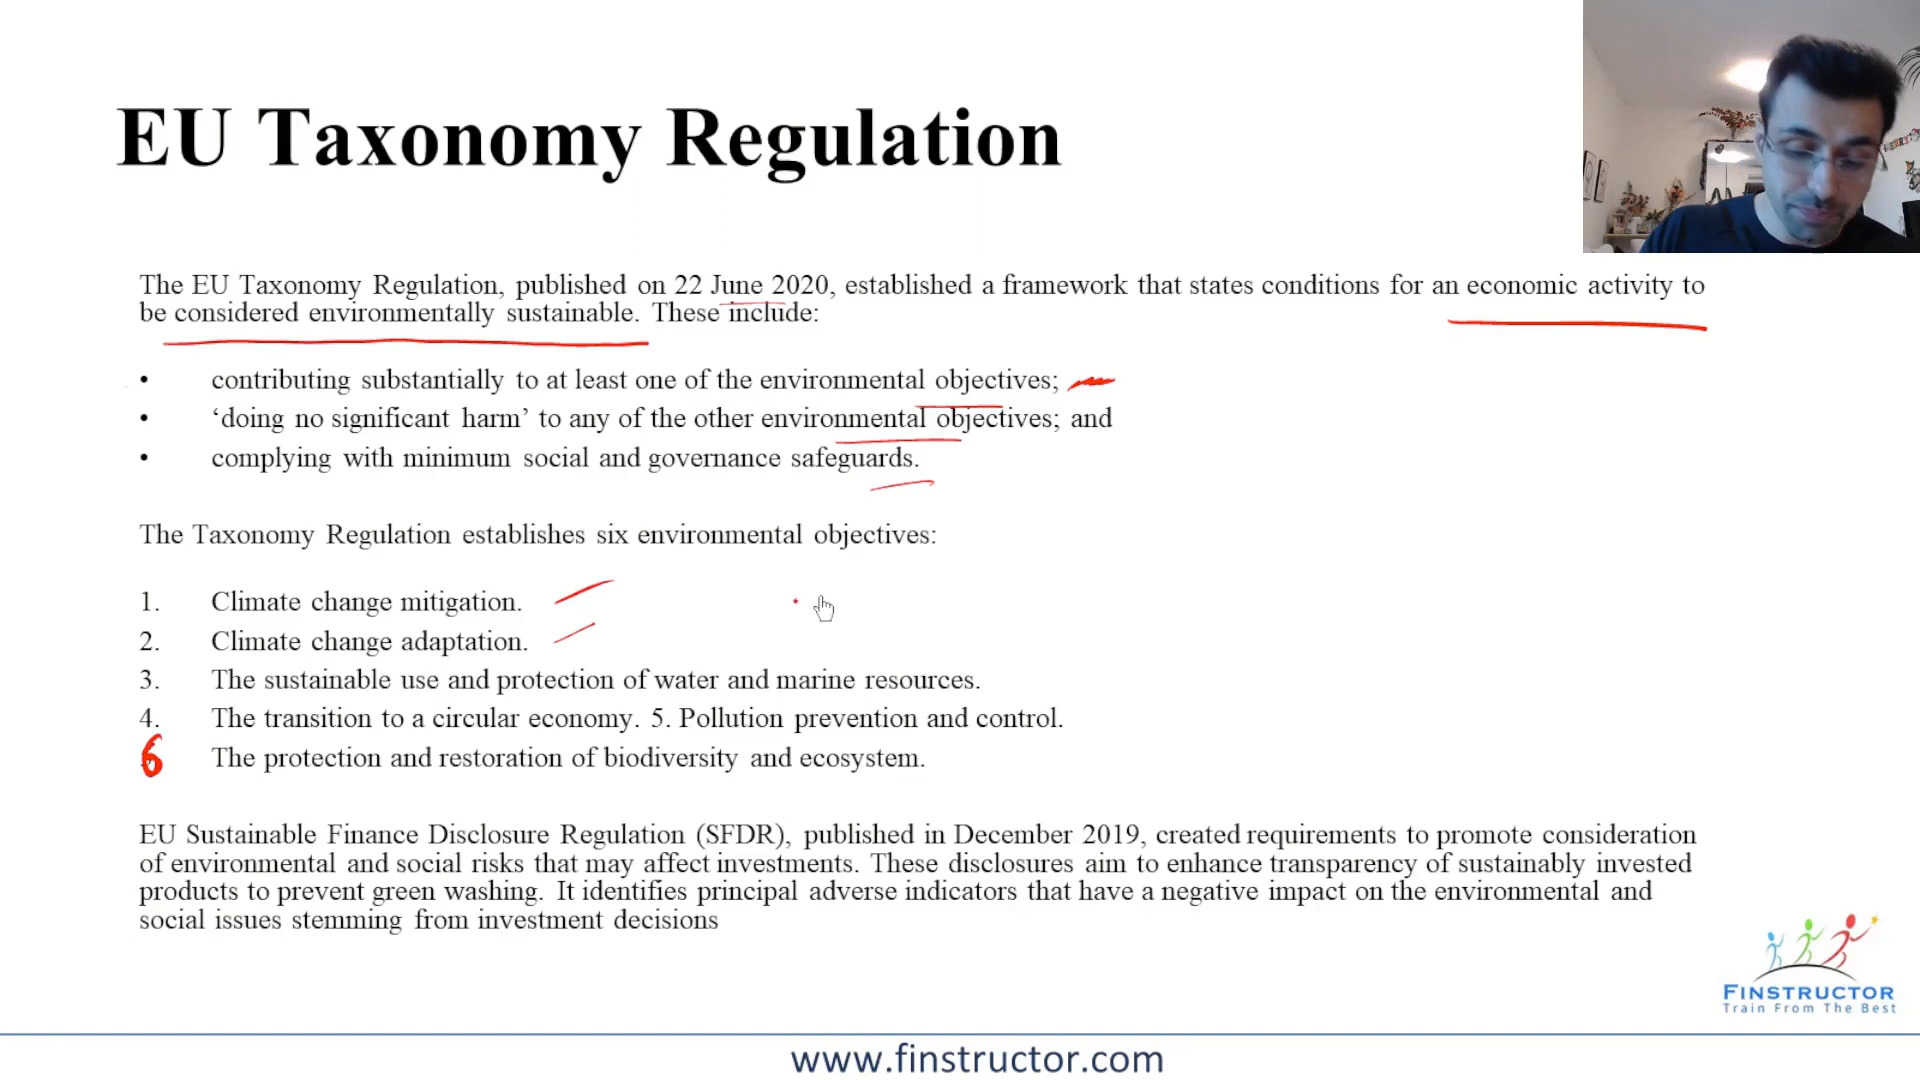 EU Taxonomy Regulation
The EU Taxonomy Regulation, published on 22 June 2020, established a framework that states conditions for an economic activity to
be considered environmentally sustainable. These include:
• contributing substantially to at least one of the environmental objectives;
• ‘doing no significant harm’ to any of the other environmental objectives; and
• complying with minimum social and governance safeguards.
The Taxonomy Regulation establishes six environmental objectives:
1. Climate change mitigation.
2. Climate change adaptation.
3. The sustainable use and protection of water and marine resources.
4. The transition to a circular economy. 5. Pollution prevention and control.
6 The protection and restoration of biodiversity and ecosystem.
EU Sustainable Finance Disclosure Regulation (SFDR), published in December 2019, created requirements to promote consideration
of environmental and social risks that may affect investments. These disclosures aim to enhance transparency of sustainably invested
products to prevent green washing. It identifies principal adverse indicators that have a negative impact on the environmental and
social issues stemming from investment decisions
FINSTRUCTOR
Train From The Best
www.finstructor.com